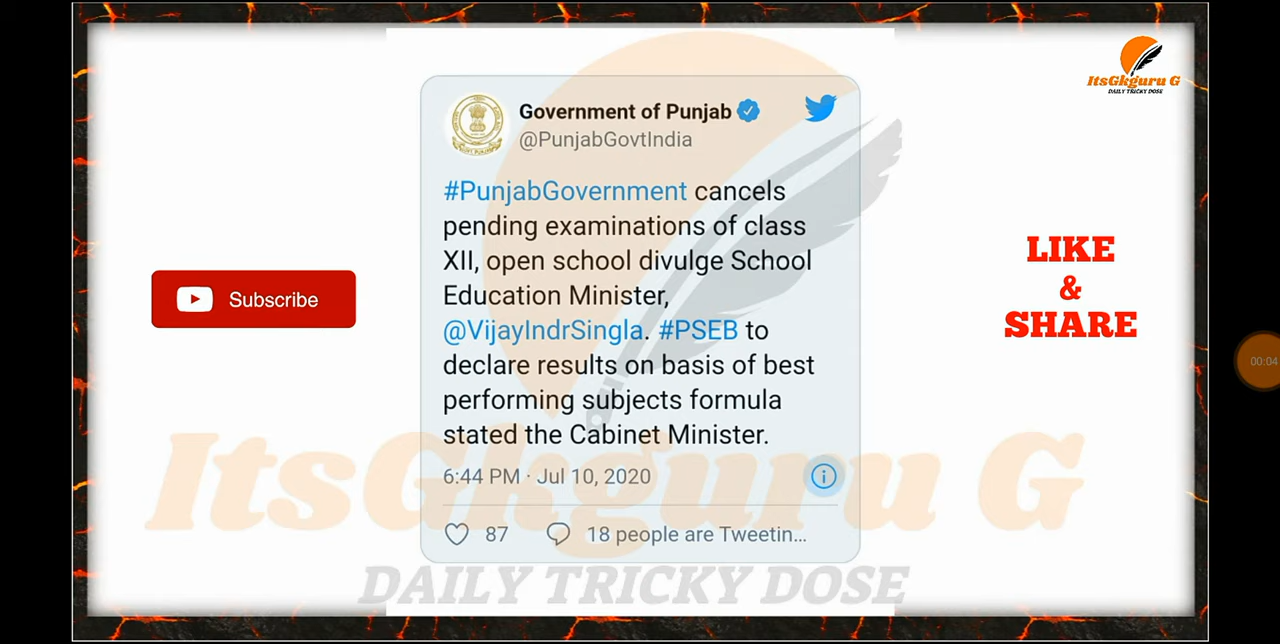 ItsGkguru G
DAILY TRICKY DOSE
Government of Punjab
@PunjabGovtIndia
#PunjabGovernment cancels
pending examinations of class
XII, open school divulge School
Education Minister,
@VijayIndrSingla. #PSEB to
declare results on basis of best
performing subjects formula
stated the Cabinet Minister.
6:44 PM · Jul 10, 2020
87 18 people are Tweetin...
Subscribe
LIKE
&
SHARE
00:04
ItsGkguru G
DAILY TRICKY DOSE